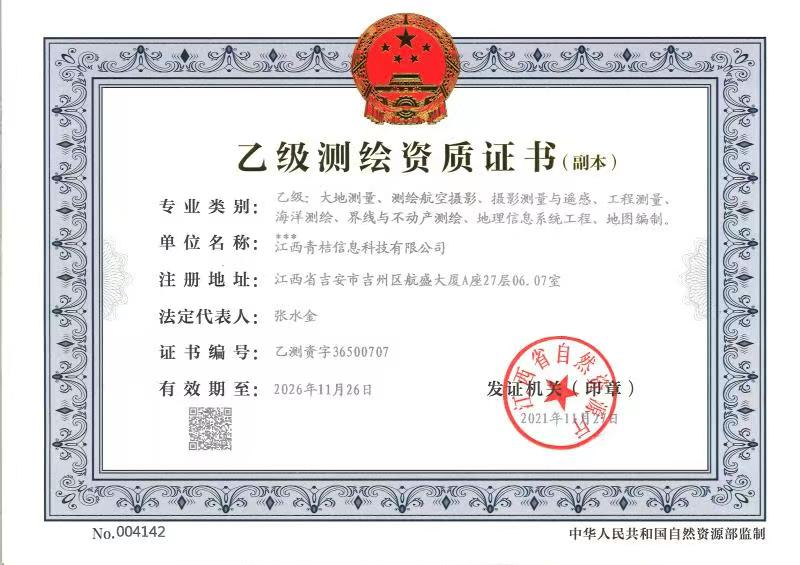 乙级测绘资质证书(副本)
专业类别：乙级：大地测量、测绘航空摄影、摄影测量与遥感、工程测量、
海洋测绘、界线与不动产测绘、地理信息系统工程、地图编制。
***
单位名称：江西青桔信息科技有限公司
注册地址：江西省吉安市吉州区航盛大厦A座27层06.07室
法定代表人：张水金
证书编号：乙测资字36500707
有效期至：2026年11月26日
发证机关（印章）
江西省自然资源厅
2021年11月27日
No.004142
中华人民共和国自然资源部监制